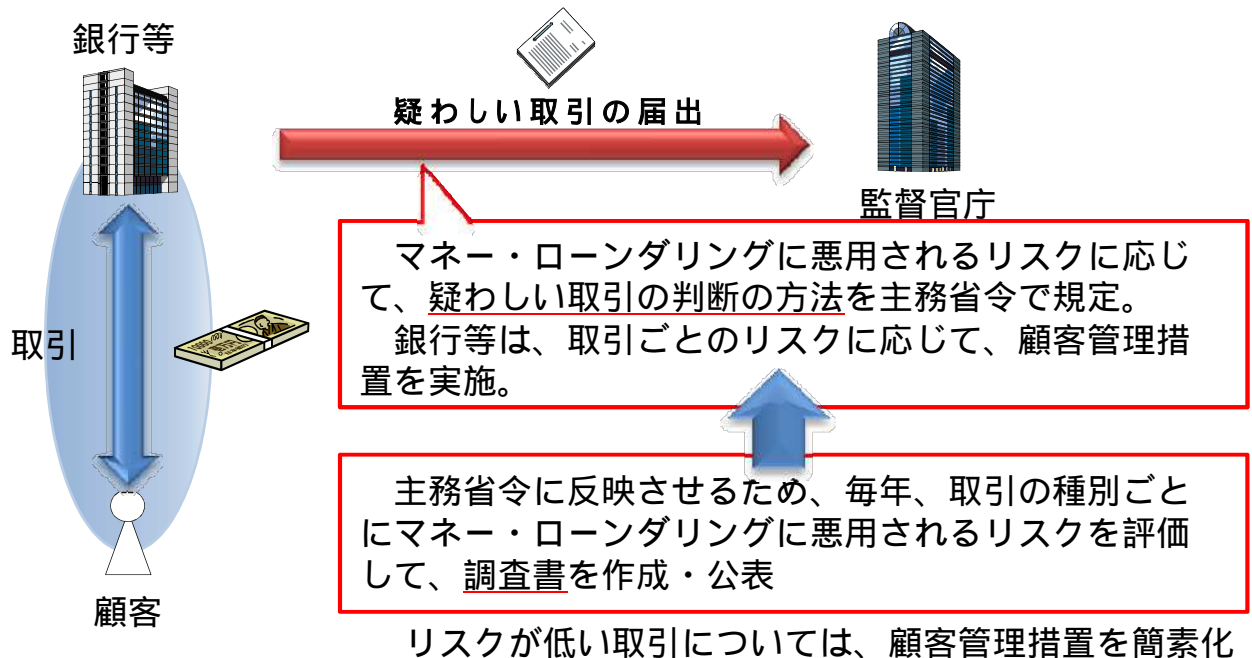 銀行等
疑わしい取引の届出
監督官庁
取引
顧客
マネー・ローンダリングに悪用されるリスクに応じ
て、疑わしい取引の判断の方法を主務省令で規定。
銀行等は、取引ごとのリスクに応じて、顧客管理措
置を実施。
主務省令に反映させるため、毎年、取引の種別ごと
にマネー・ローンダリングに悪用されるリスクを評価
して、調査書を作成・公表
リスクが低い取引については、顧客管理措置を簡素化